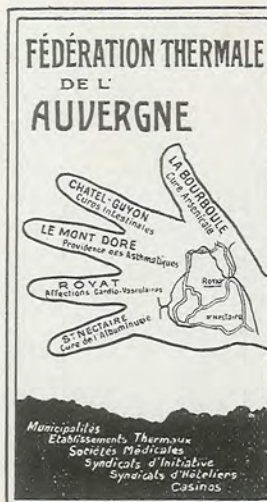 FÉDÉRATION THERMALE
DE L'
AUVERGNE
LA BOURBOULE
Cure Arsenicale
CHATEL-GUYON
Cures Intestinales
LE MONT DORE
Providence des Asthmatiques
ROYAT
Affections Cardio-Vasculaires
ST NECTAIRE
Cure de l'Albuminurie
Royat
St Nectaire
Municipalités
Etablissements Thermaux
Sociétés Médicales
Syndicats d'Initiative
Syndicats d'Hôteliers
Casinos